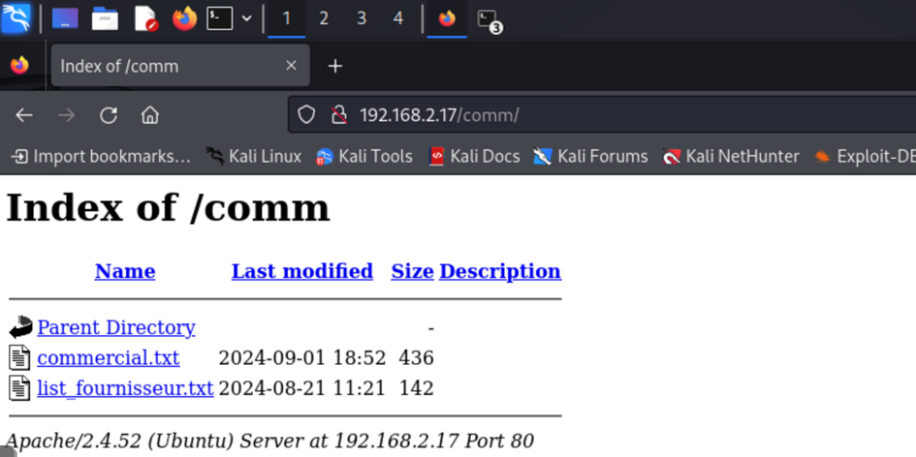 1 2 3 4 3
Index of /comm
192.168.2.17/comm/
Import bookmarks... Kali Linux Kali Tools Kali Docs Kali Forums Kali NetHunter Exploit-DB
Index of /comm
Name Last modified Size Description
Parent Directory -
commercial.txt 2024-09-01 18:52 436
list_fournisseur.txt 2024-08-21 11:21 142
Apache/2.4.52 (Ubuntu) Server at 192.168.2.17 Port 80